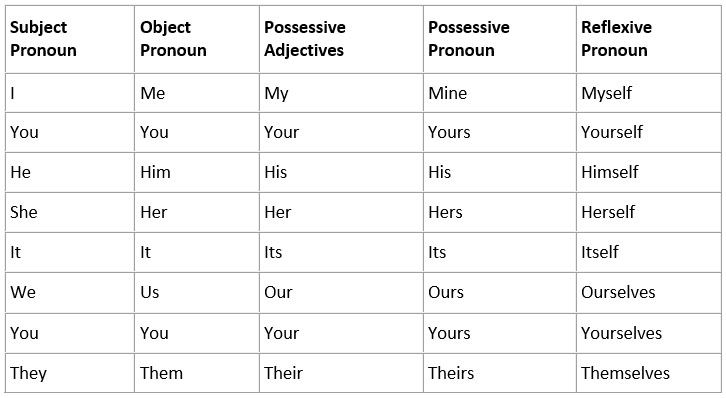 Subject Pronoun Object Pronoun Possessive Adjectives Possessive Pronoun Reflexive Pronoun
I Me My Mine Myself
You You Your Yours Yourself
He Him His His Himself
She Her Her Hers Herself
It It Its Its Itself
We Us Our Ours Ourselves
You You Your Yours Yourselves
They Them Their Theirs Themselves